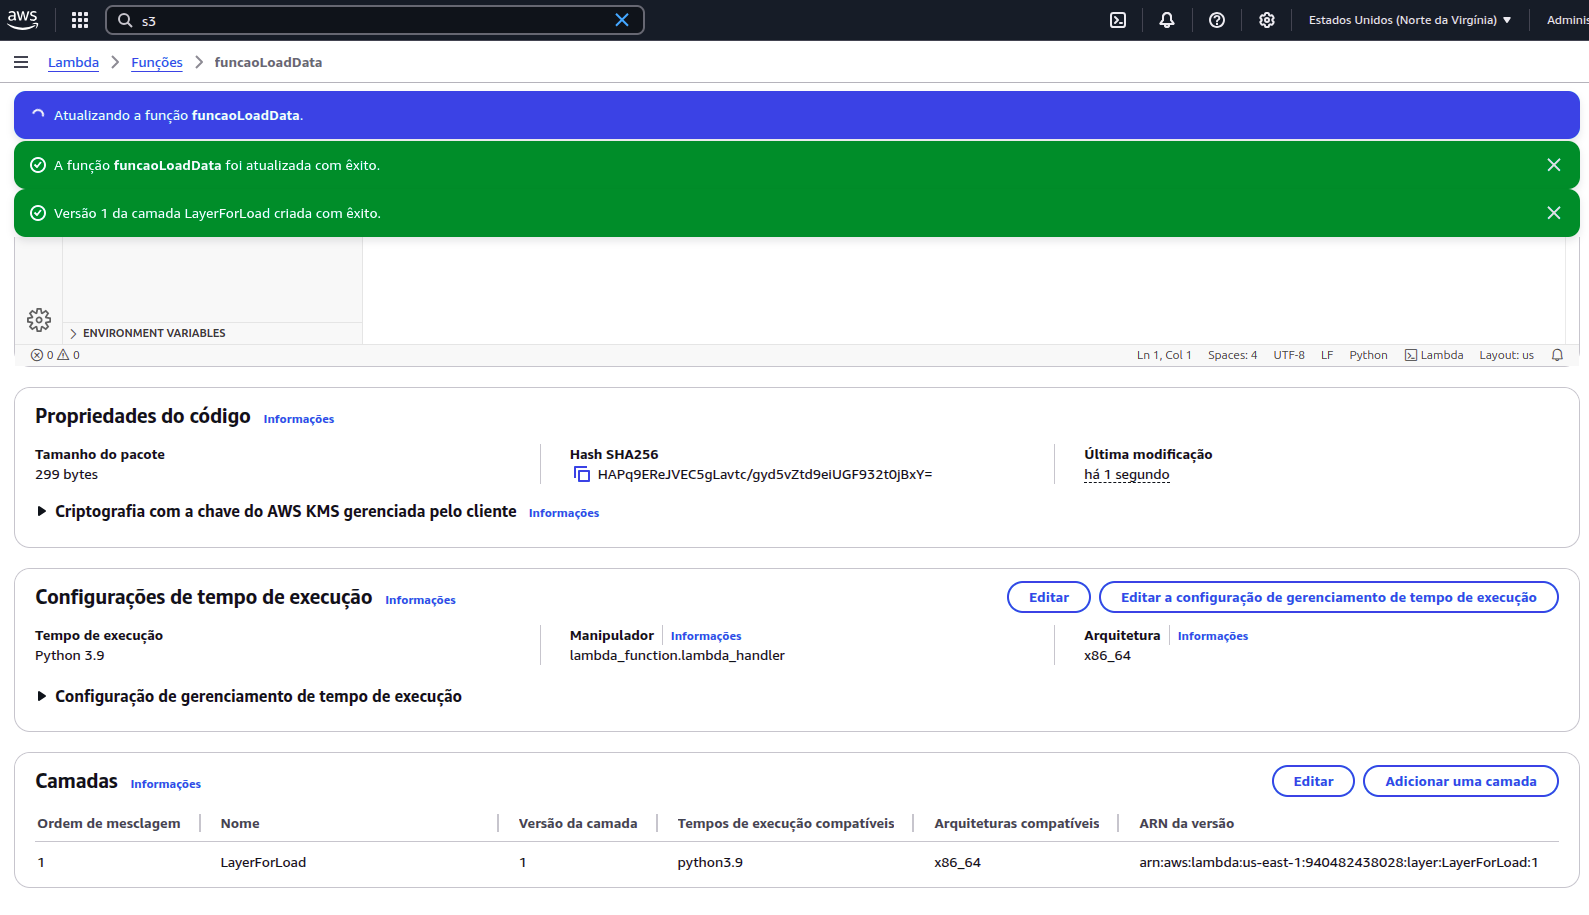 aws
s3
Estados Unidos (Norte da Virgínia)
Adminis
Lambda
Funções
funcaoLoadData
Atualizando a função funcaoLoadData.
A função funcaoLoadData foi atualizada com êxito.
Versão 1 da camada LayerForLoad criada com êxito.
ENVIRONMENT VARIABLES
0 0
Ln 1, Col 1 Spaces: 4 UTF-8 LF Python Lambda Layout: us
Propriedades do código Informações
Tamanho do pacote
299 bytes
Hash SHA256
HAPq9EReJVEC5gLavtc/gyd5vZtd9eiUGF932t0jBxY=
Última modificação
há 1 segundo
Criptografia com a chave do AWS KMS gerenciada pelo cliente Informações
Configurações de tempo de execução Informações
Editar
Editar a configuração de gerenciamento de tempo de execução
Tempo de execução
Python 3.9
Manipulador Informações
lambda_function.lambda_handler
Arquitetura Informações
x86_64
Configuração de gerenciamento de tempo de execução
Camadas Informações
Editar
Adicionar uma camada
Ordem de mesclagem Nome Versão da camada Tempos de execução compatíveis Arquiteturas compatíveis ARN da versão
1 LayerForLoad 1 python3.9 x86_64 arn:aws:lambda:us-east-1:940482438028:layer:LayerForLoad:1